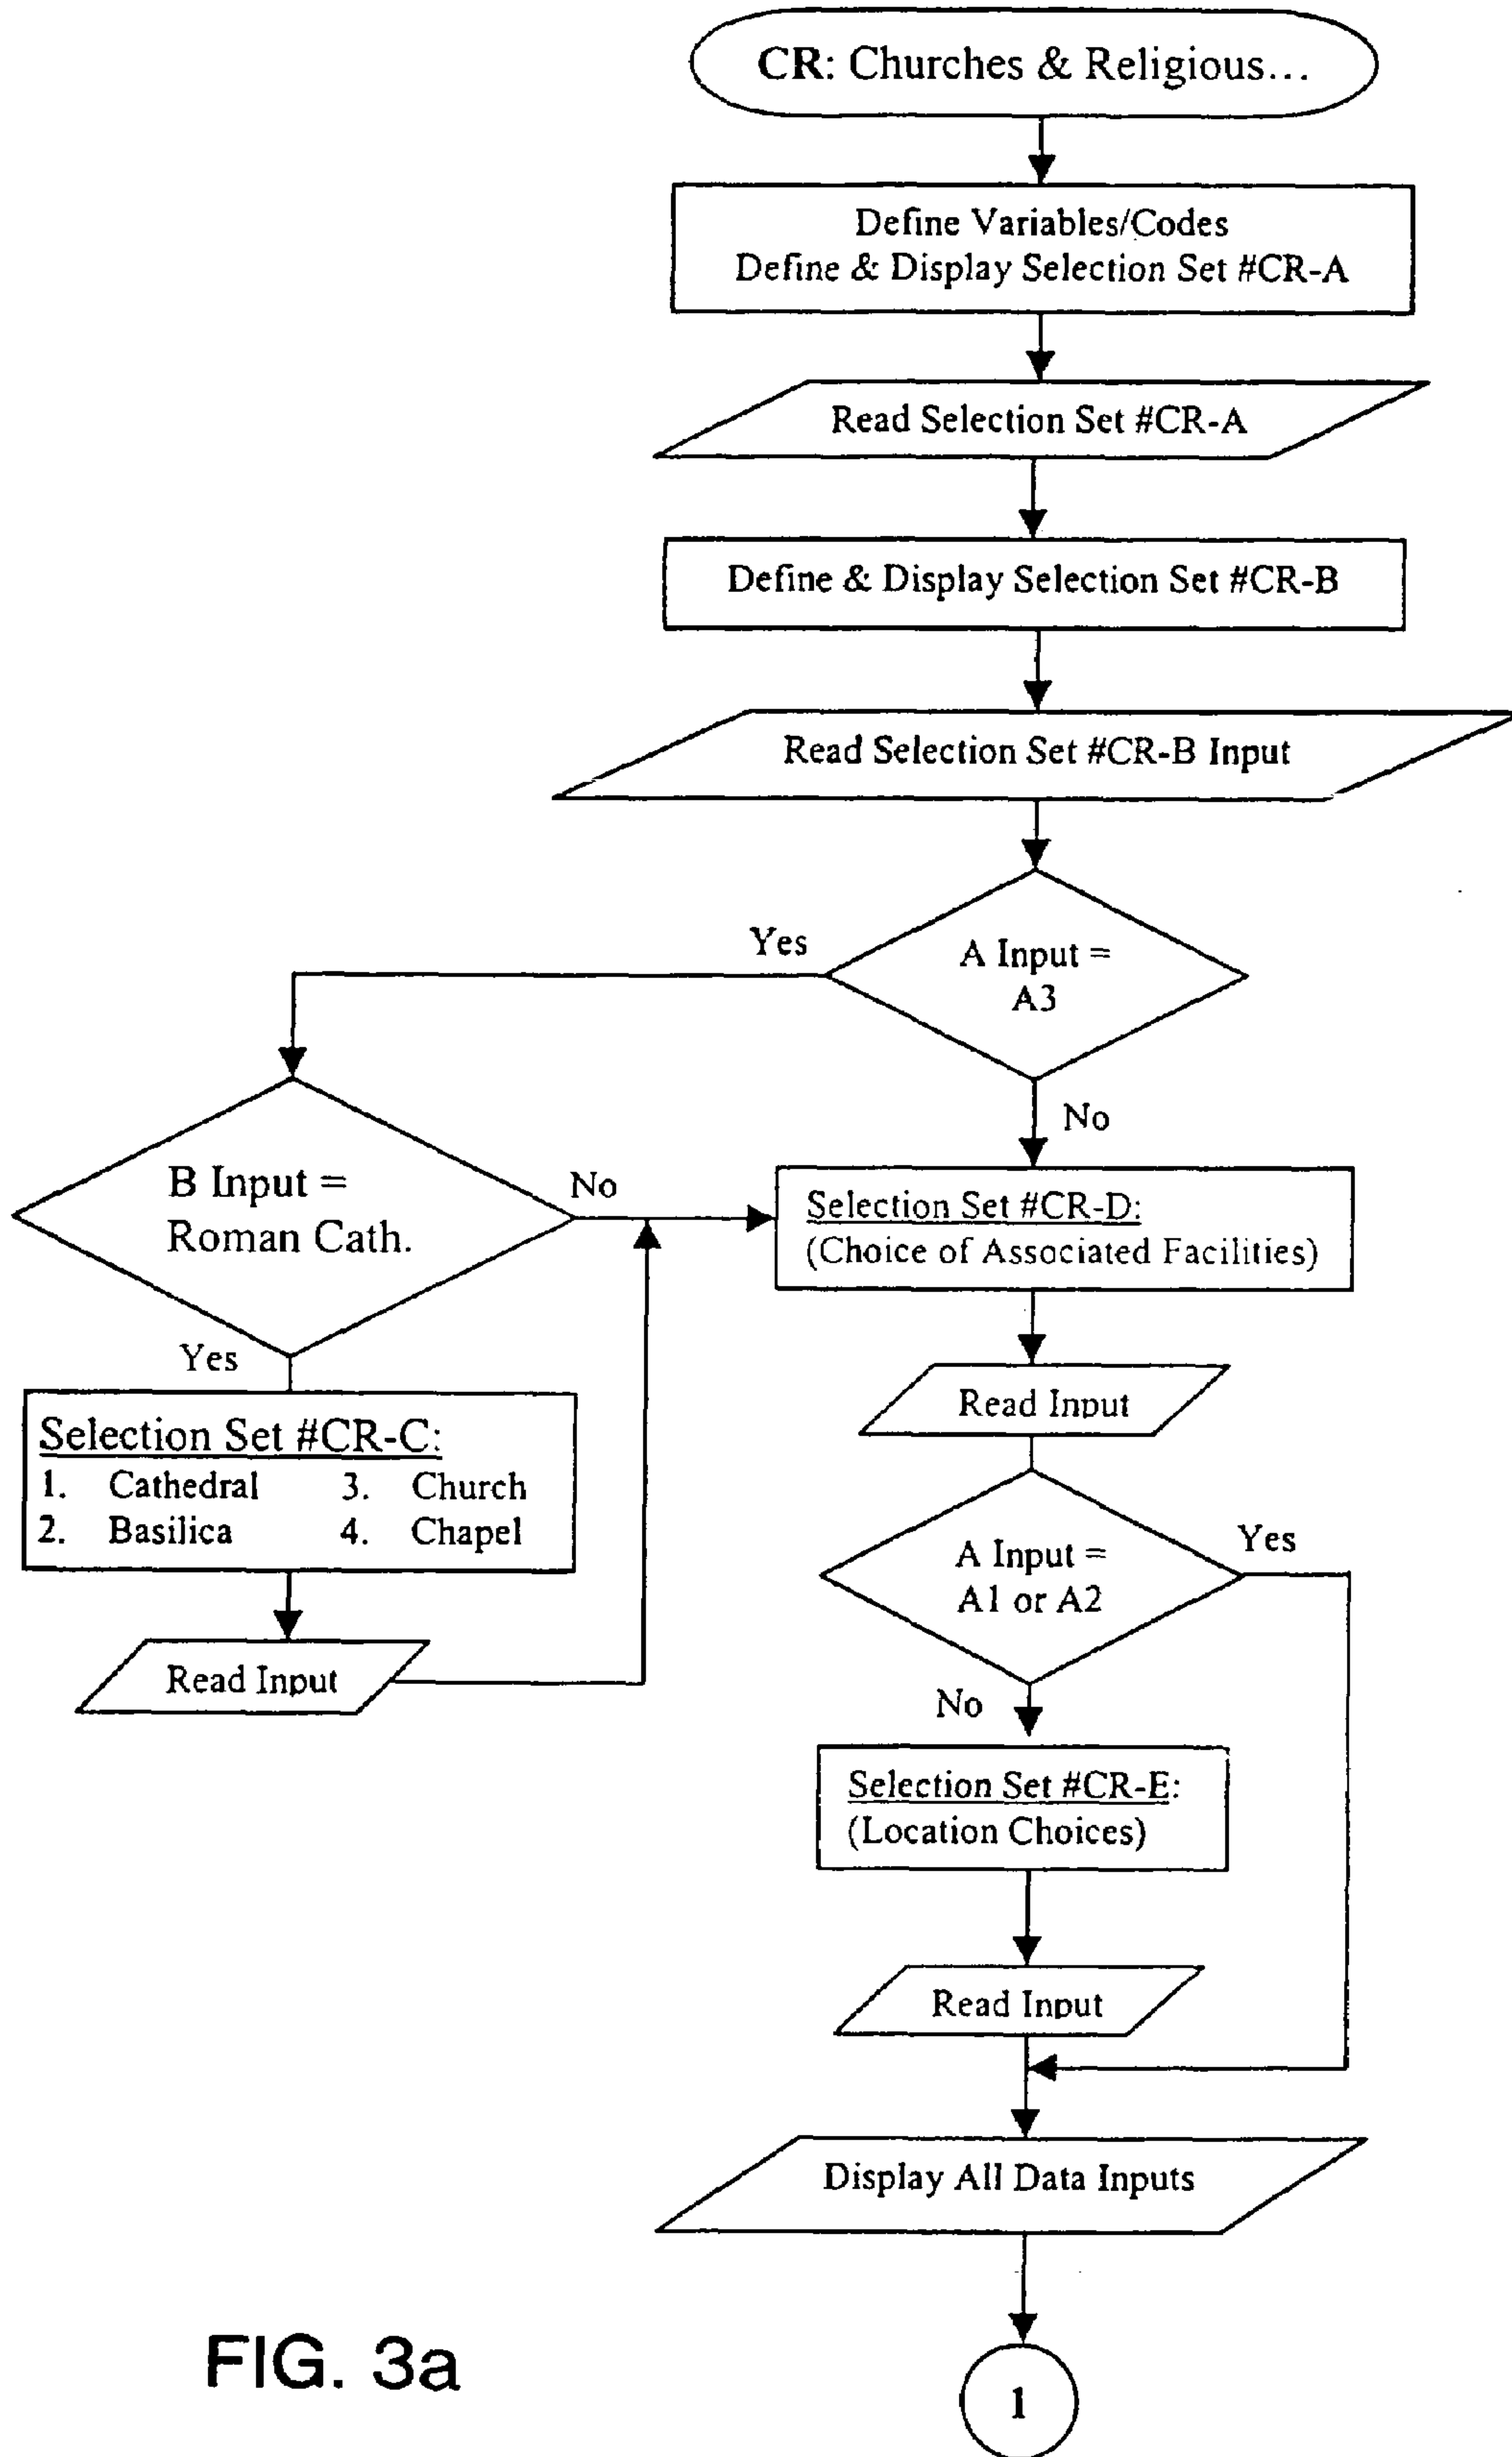 CR: Churches & Religious...
Define Variables/Codes
Define & Display Selection Set #CR-A
Read Selection Set #CR-A
Define & Display Selection Set #CR-B
Read Selection Set #CR-B Input
Yes
A Input =
A3
No
B Input =
Roman Cath.
No
Yes
Selection Set #CR-C:
1. Cathedral 3. Church
2. Basilica 4. Chapel
Read Input
Selection Set #CR-D:
(Choice of Associated Facilities)
Read Input
A Input =
A1 or A2
Yes
No
Selection Set #CR-E:
(Location Choices)
Read Input
Display All Data Inputs
1
FIG. 3a